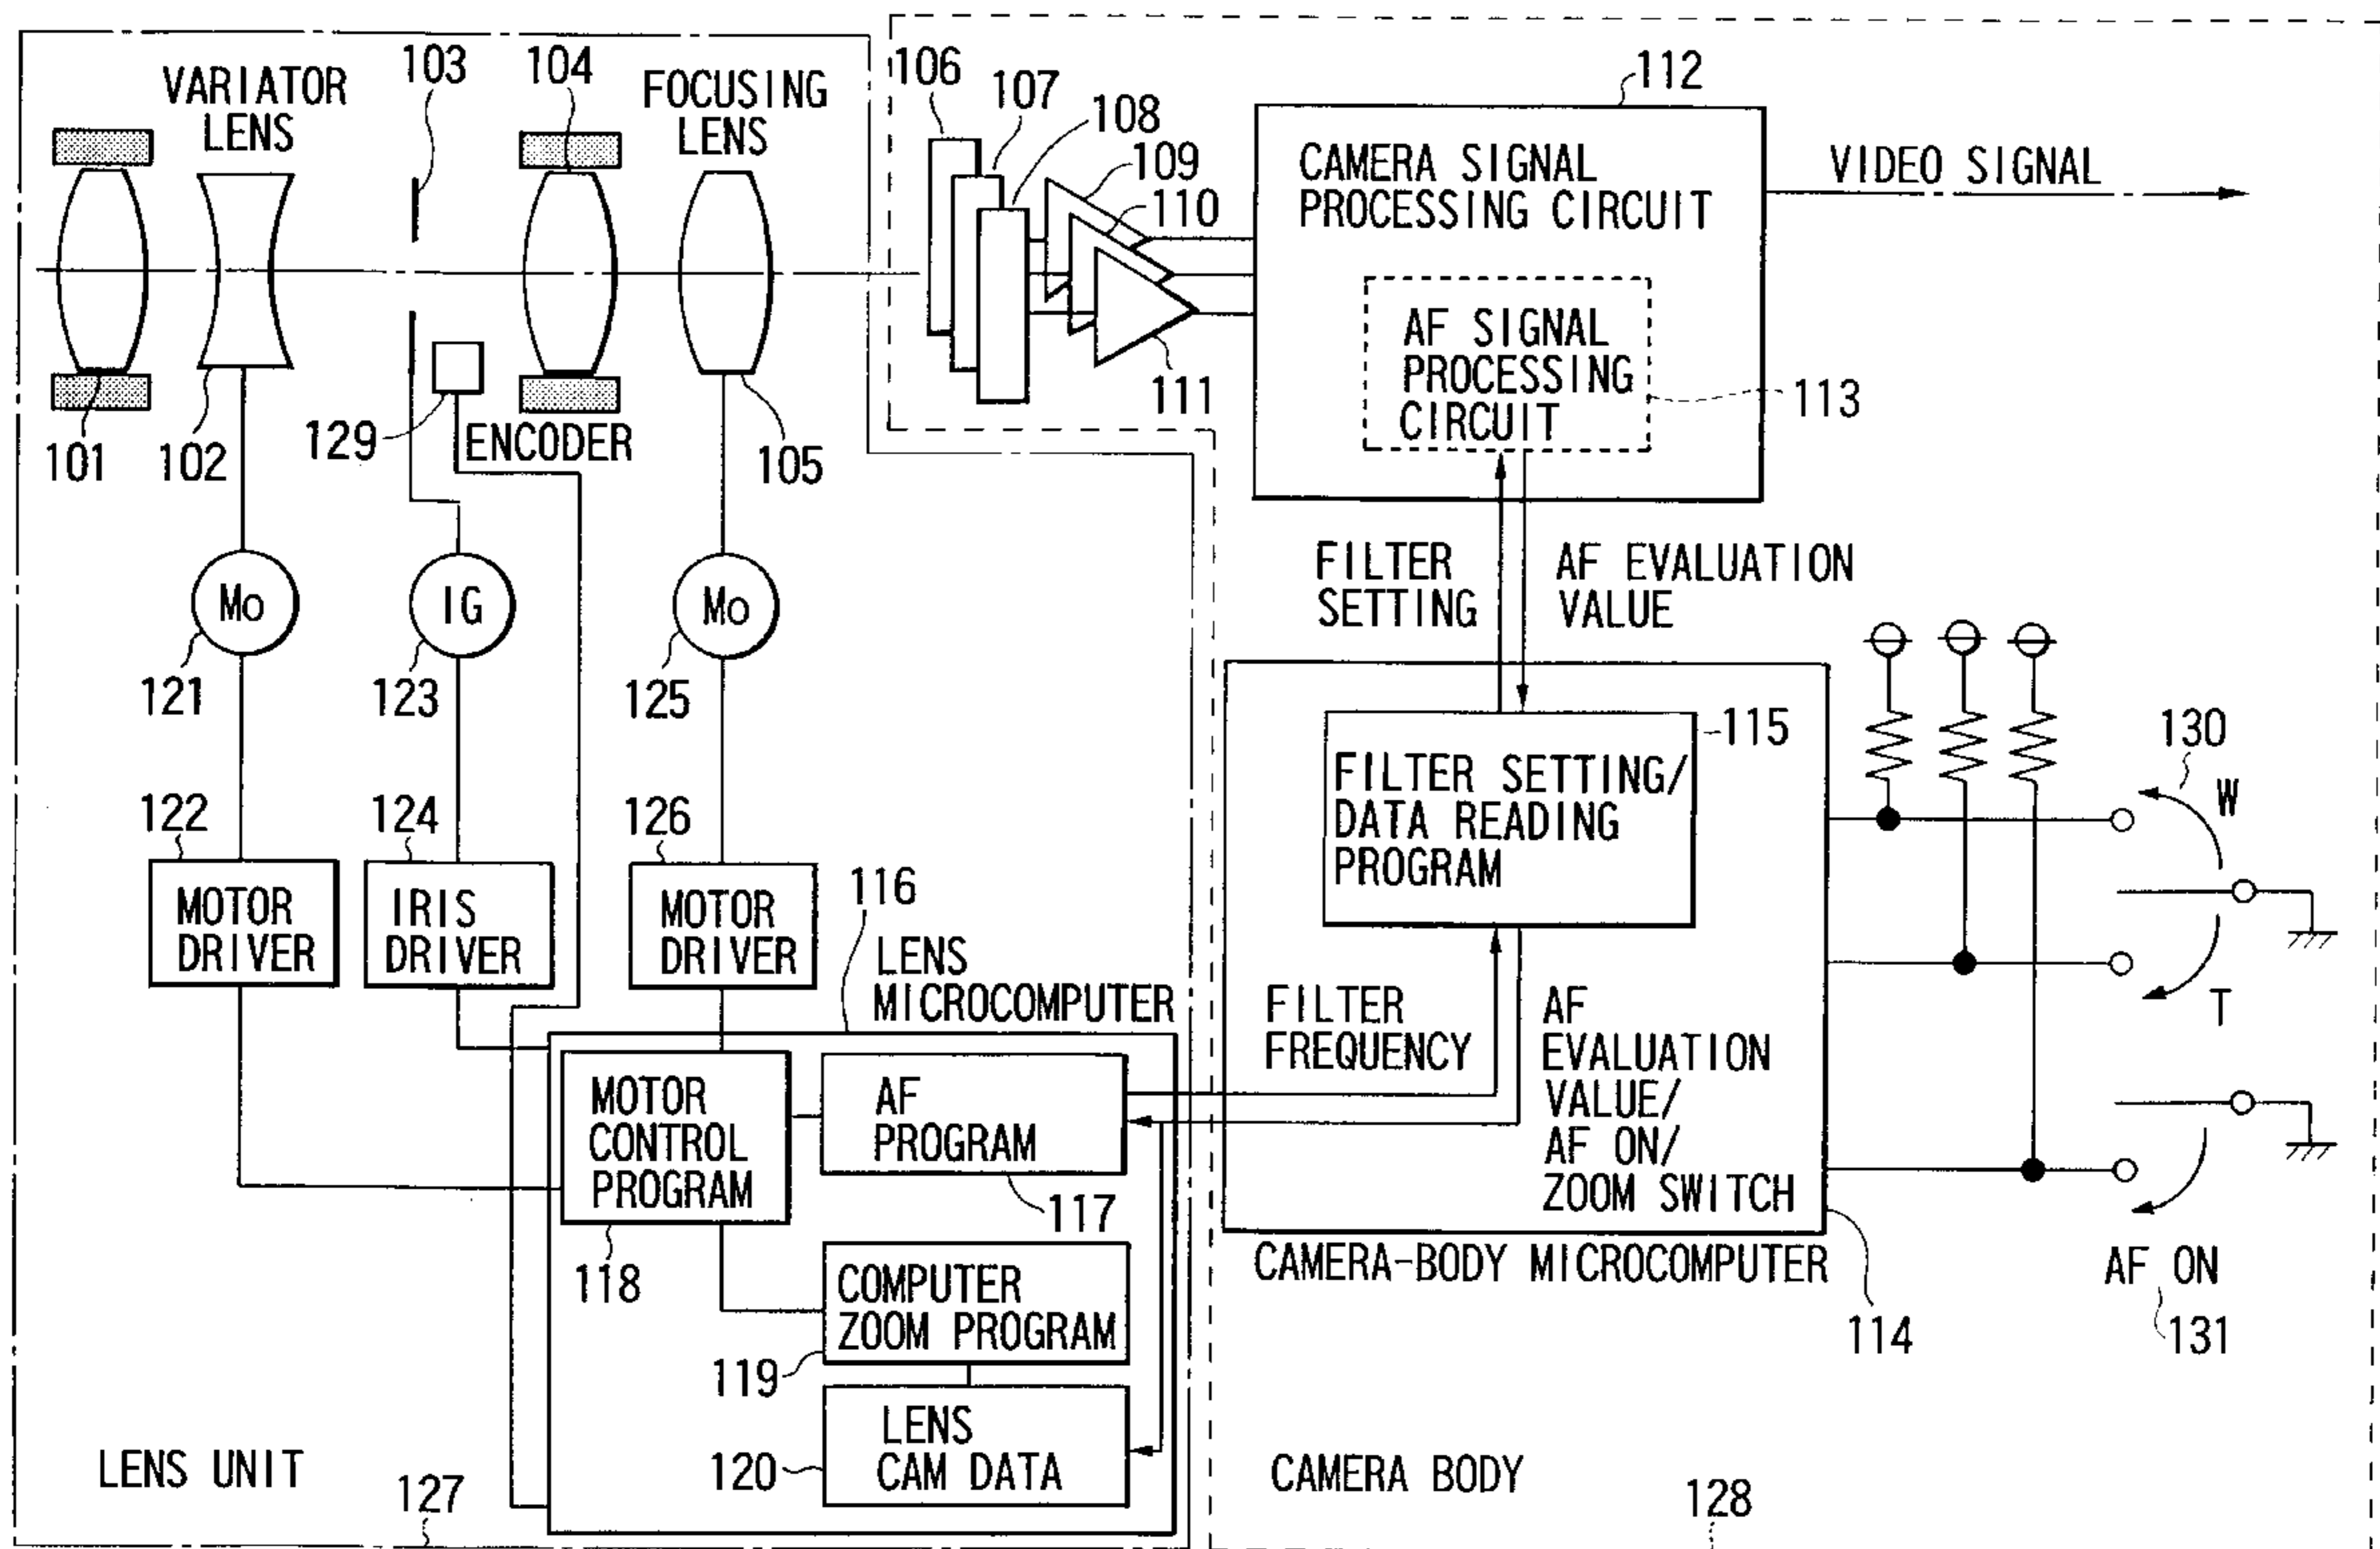 VARIATOR
LENS
103
104
FOCUSING
LENS
106
107
108
109
110
111
112
CAMERA SIGNAL
PROCESSING CIRCUIT
VIDEO SIGNAL
AF SIGNAL
PROCESSING
CIRCUIT
113
101
102
129
ENCODER
105
FILTER
SETTING
AF EVALUATION
VALUE
Mo
IG
Mo
121
123
125
115
FILTER SETTING/
DATA READING
PROGRAM
130
W
T
122
124
126
MOTOR
DRIVER
IRIS
DRIVER
MOTOR
DRIVER
116
LENS
MICROCOMPUTER
FILTER
FREQUENCY
AF
EVALUATION
VALUE/
AF ON/
ZOOM SWITCH
MOTOR
CONTROL
PROGRAM
AF
PROGRAM
117
118
COMPUTER
ZOOM PROGRAM
119
LENS
CAM DATA
120
CAMERA-BODY MICROCOMPUTER
114
AF ON
131
LENS UNIT
127
CAMERA BODY
128